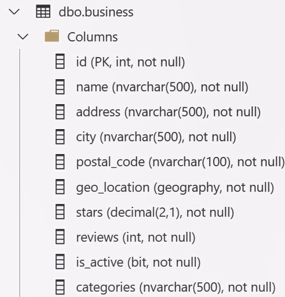 dbo.business
Columns
id (PK, int, not null)
name (nvarchar(500), not null)
address (nvarchar(500), not null)
city (nvarchar(500), not null)
postal_code (nvarchar(100), not null)
geo_location (geography, not null)
stars (decimal(2,1), not null)
reviews (int, not null)
is_active (bit, not null)
categories (nvarchar(500), not null)